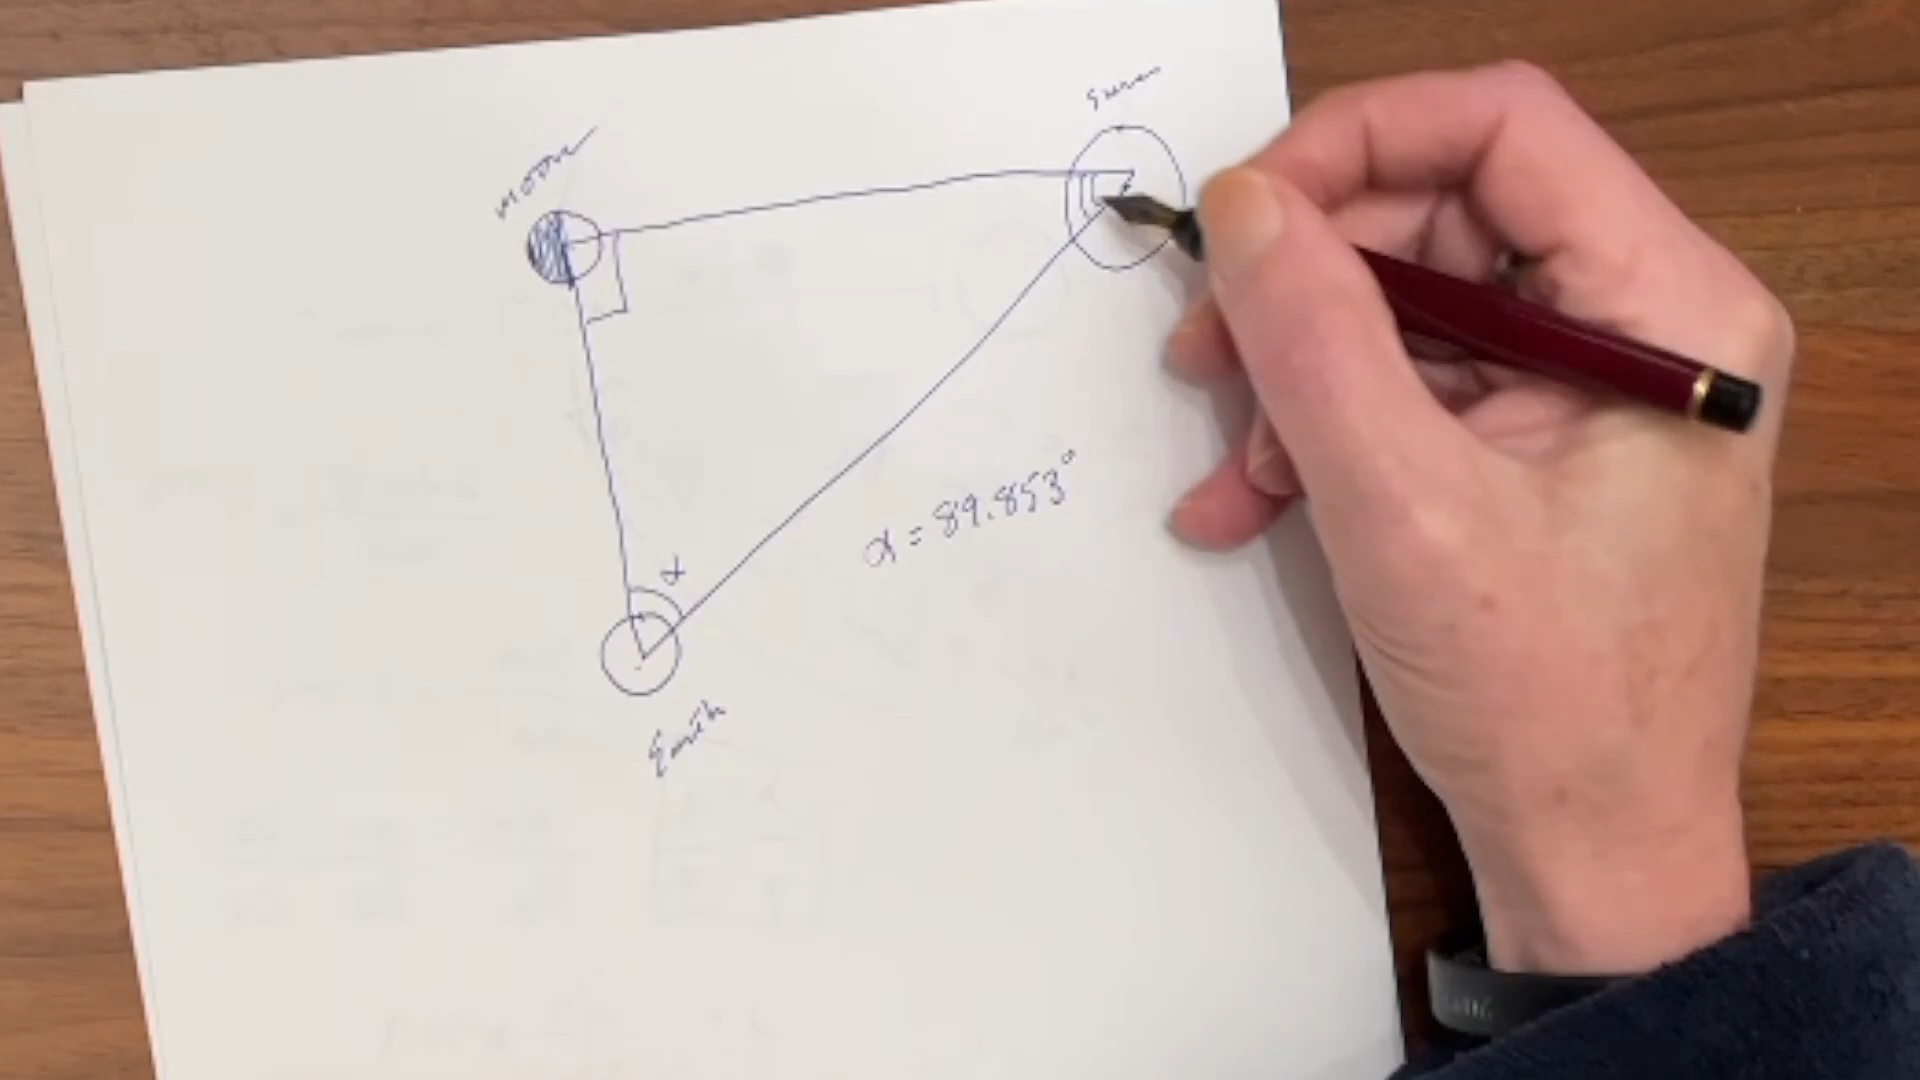 Sun
Moon
α = 89.853°
α
Earth